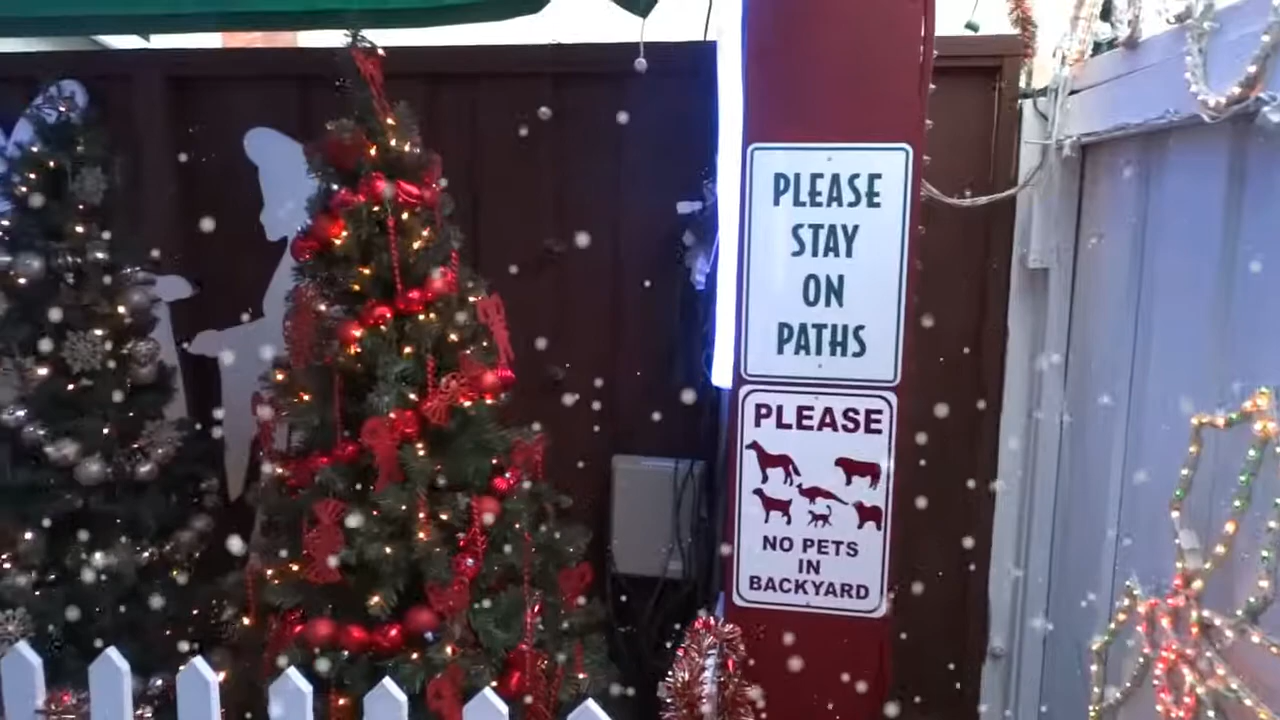 PLEASE
STAY
ON
PATHS
PLEASE
NO PETS
IN
BACKYARD